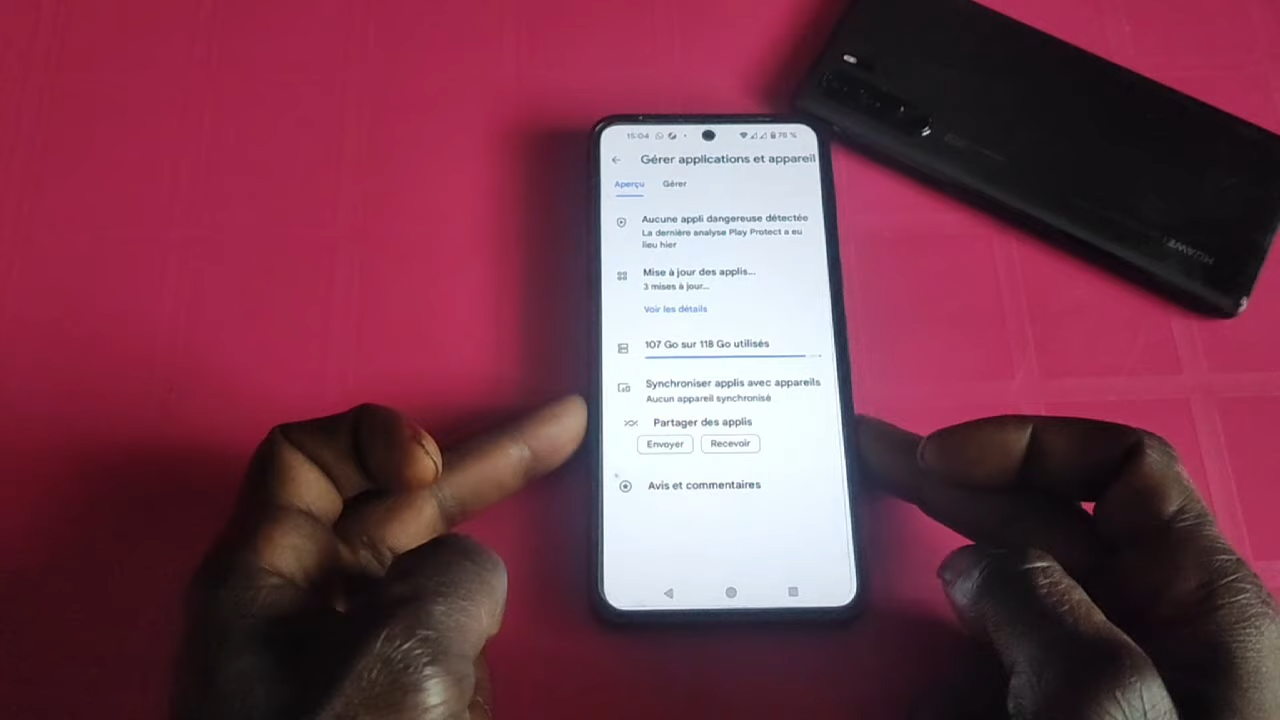 15:04
78 %
Gérer applications et appareil
Aperçu Gérer
Aucune appli dangereuse détectée
La dernière analyse Play Protect a eu
lieu hier
Mise à jour des applis...
3 mises à jour...
Voir les détails
107 Go sur 118 Go utilisés
Synchroniser applis avec appareils
Aucun appareil synchronisé
Partager des applis
Envoyer Recevoir
Avis et commentaires
HUAWEI